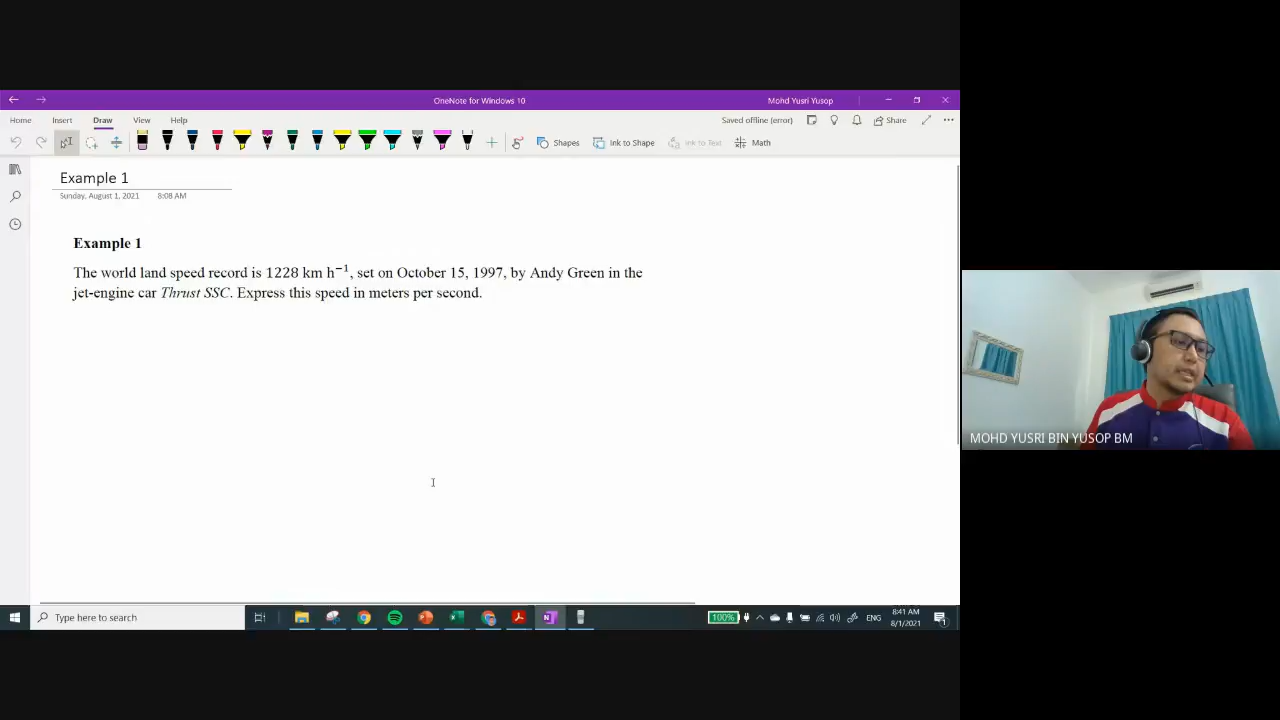 OneNote for Windows 10
Mohd Yusri Yusop
Home Insert Draw View Help
Saved offline (error) Share
Shapes Ink to Shape Ink to Text Math
Example 1
Sunday, August 1, 2021 8:08 AM
Example 1
The world land speed record is 1228 km h⁻¹, set on October 15, 1997, by Andy Green in the
jet-engine car Thrust SSC. Express this speed in meters per second.
MOHD YUSRI BIN YUSOP BM
Type here to search
100%
ENG
8:41 AM
8/1/2021